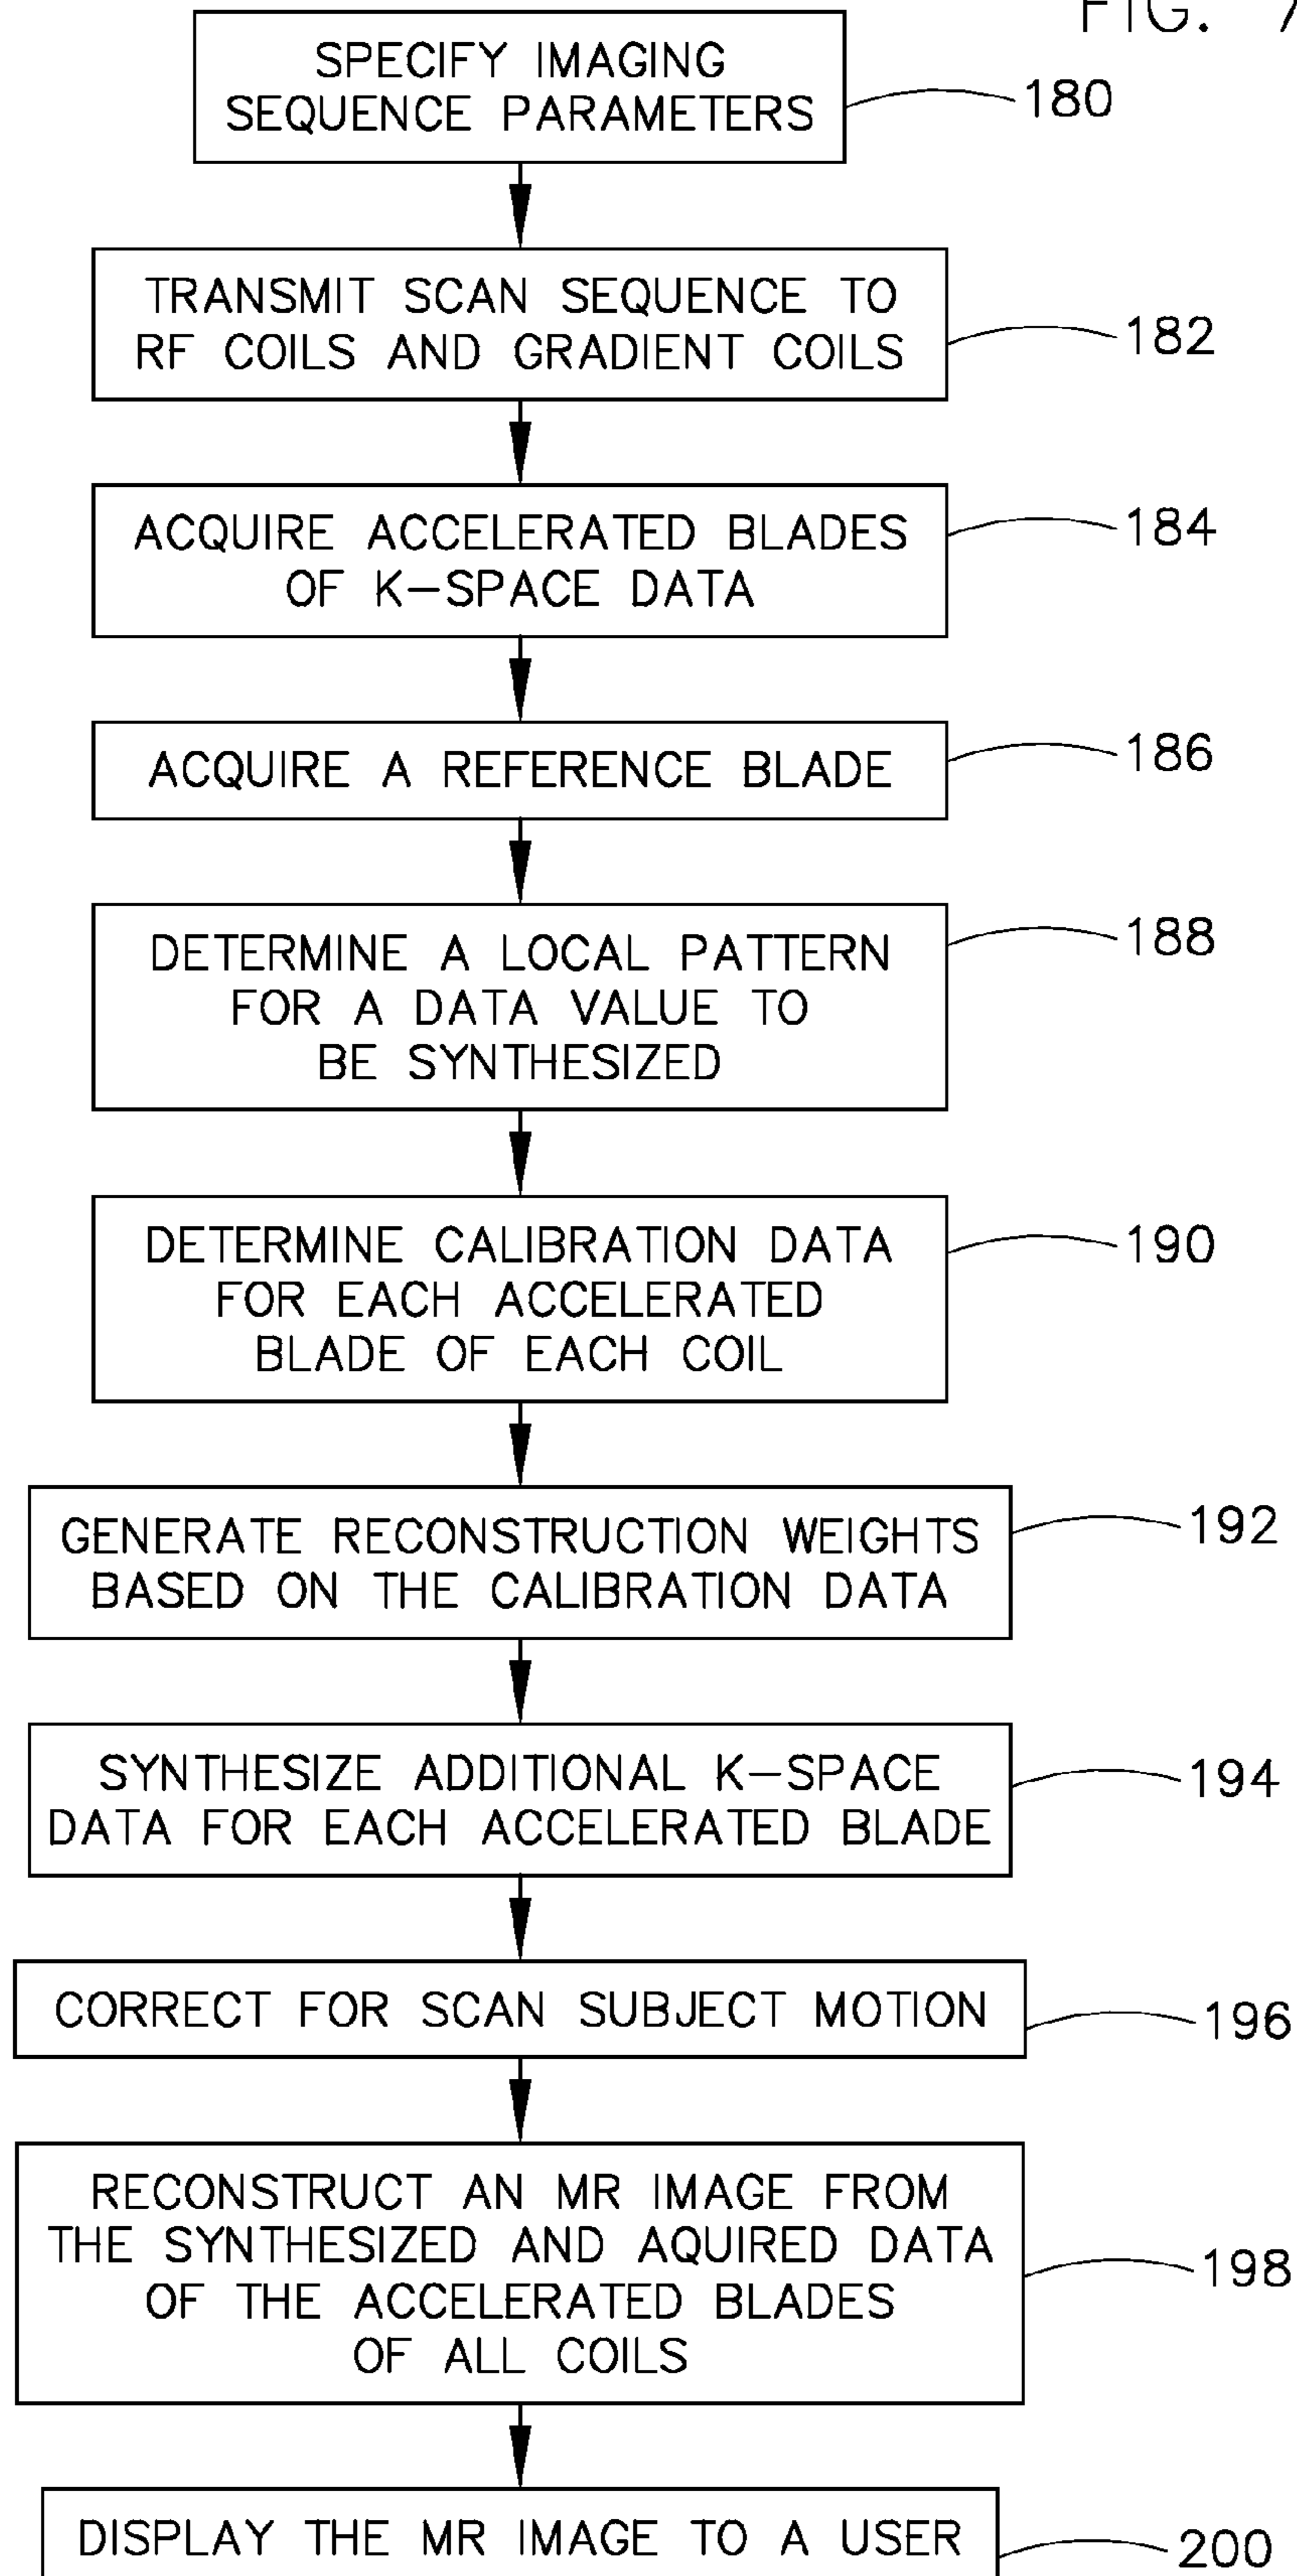 FIG. 7
SPECIFY IMAGING
SEQUENCE PARAMETERS
180
TRANSMIT SCAN SEQUENCE TO
RF COILS AND GRADIENT COILS
182
ACQUIRE ACCELERATED BLADES
OF K-SPACE DATA
184
ACQUIRE A REFERENCE BLADE
186
DETERMINE A LOCAL PATTERN
FOR A DATA VALUE TO
BE SYNTHESIZED
188
DETERMINE CALIBRATION DATA
FOR EACH ACCELERATED
BLADE OF EACH COIL
190
GENERATE RECONSTRUCTION WEIGHTS
BASED ON THE CALIBRATION DATA
192
SYNTHESIZE ADDITIONAL K-SPACE
DATA FOR EACH ACCELERATED BLADE
194
CORRECT FOR SCAN SUBJECT MOTION
196
RECONSTRUCT AN MR IMAGE FROM
THE SYNTHESIZED AND AQUIRED DATA
OF THE ACCELERATED BLADES
OF ALL COILS
198
DISPLAY THE MR IMAGE TO A USER
200